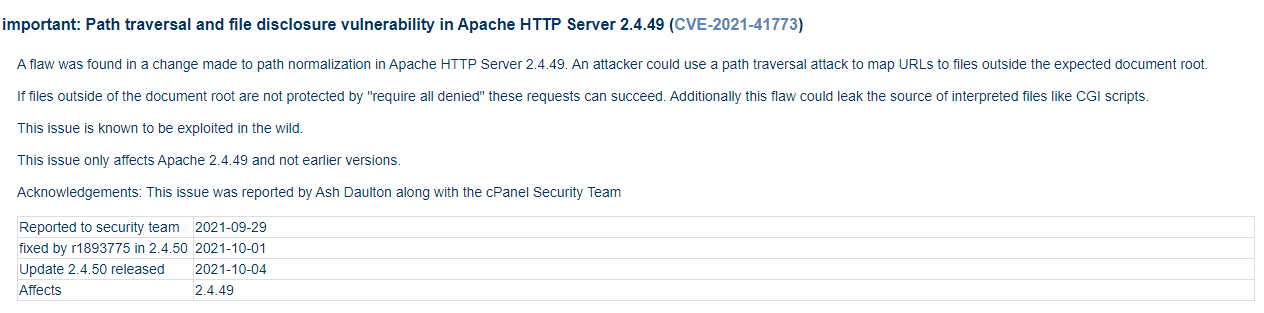 important: Path traversal and file disclosure vulnerability in Apache HTTP Server 2.4.49 (CVE-2021-41773)
A flaw was found in a change made to path normalization in Apache HTTP Server 2.4.49. An attacker could use a path traversal attack to map URLs to files outside the expected document root.
If files outside of the document root are not protected by "require all denied" these requests can succeed. Additionally this flaw could leak the source of interpreted files like CGI scripts.
This issue is known to be exploited in the wild.
This issue only affects Apache 2.4.49 and not earlier versions.
Acknowledgements: This issue was reported by Ash Daulton along with the cPanel Security Team
Reported to security team 2021-09-29
fixed by r1893775 in 2.4.50 2021-10-01
Update 2.4.50 released 2021-10-04
Affects 2.4.49